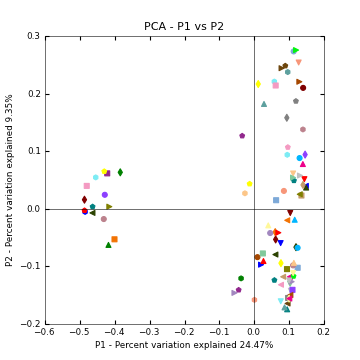 PCA - P1 vs P2
P2 - Percent variation explained 9.35%
0.3
0.2
0.1
0.0
−0.1
−0.2
−0.6 −0.5 −0.4 −0.3 −0.2 −0.1 0.0 0.1 0.2
P1 - Percent variation explained 24.47%